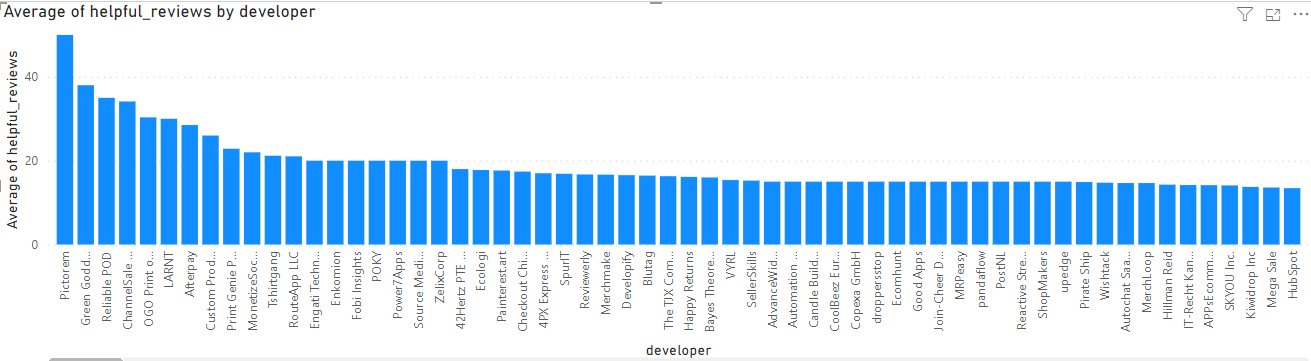 Average of helpful_reviews by developer
Average of helpful_reviews
40
20
0
Pictorem
Green Godd...
Reliable POD
ChannelSale ...
OGO Print o...
LARNT
Afterpay
Custom Prod...
Print Genie P...
MonetizeSoc...
Tshirtgang
RouteApp LLC
Engati Techn...
Enkomion
Fobi Insights
POKY
Power7Apps
Source Medi...
ZelixCorp
42Hertz PTE ...
Ecologi
Painterest.art
Checkout Chi...
4PX Express ...
SpurIT
Reviewerly
Merchmake
Developify
Blutag
The TJX Com...
Happy Returns
Bayes Thore...
VYRL
SellerSkills
AdvanceWid...
Automation ...
Candle Build...
CoolBeez Eur...
Copexa GmbH
droppersstop
Ecomhunt
Good Apps
Join-Cheer D...
MRPeasy
pandaflow
PostNL
Reactive Stre...
ShopMakers
upedge
Pirate Ship
Wishtack
Autochat Saa...
MerchLoop
Hillman Reid
IT-Recht Kan...
APPsEcomm...
SKYOU Inc.
Kiwidrop Inc
Mega Sale
HubSpot
developer